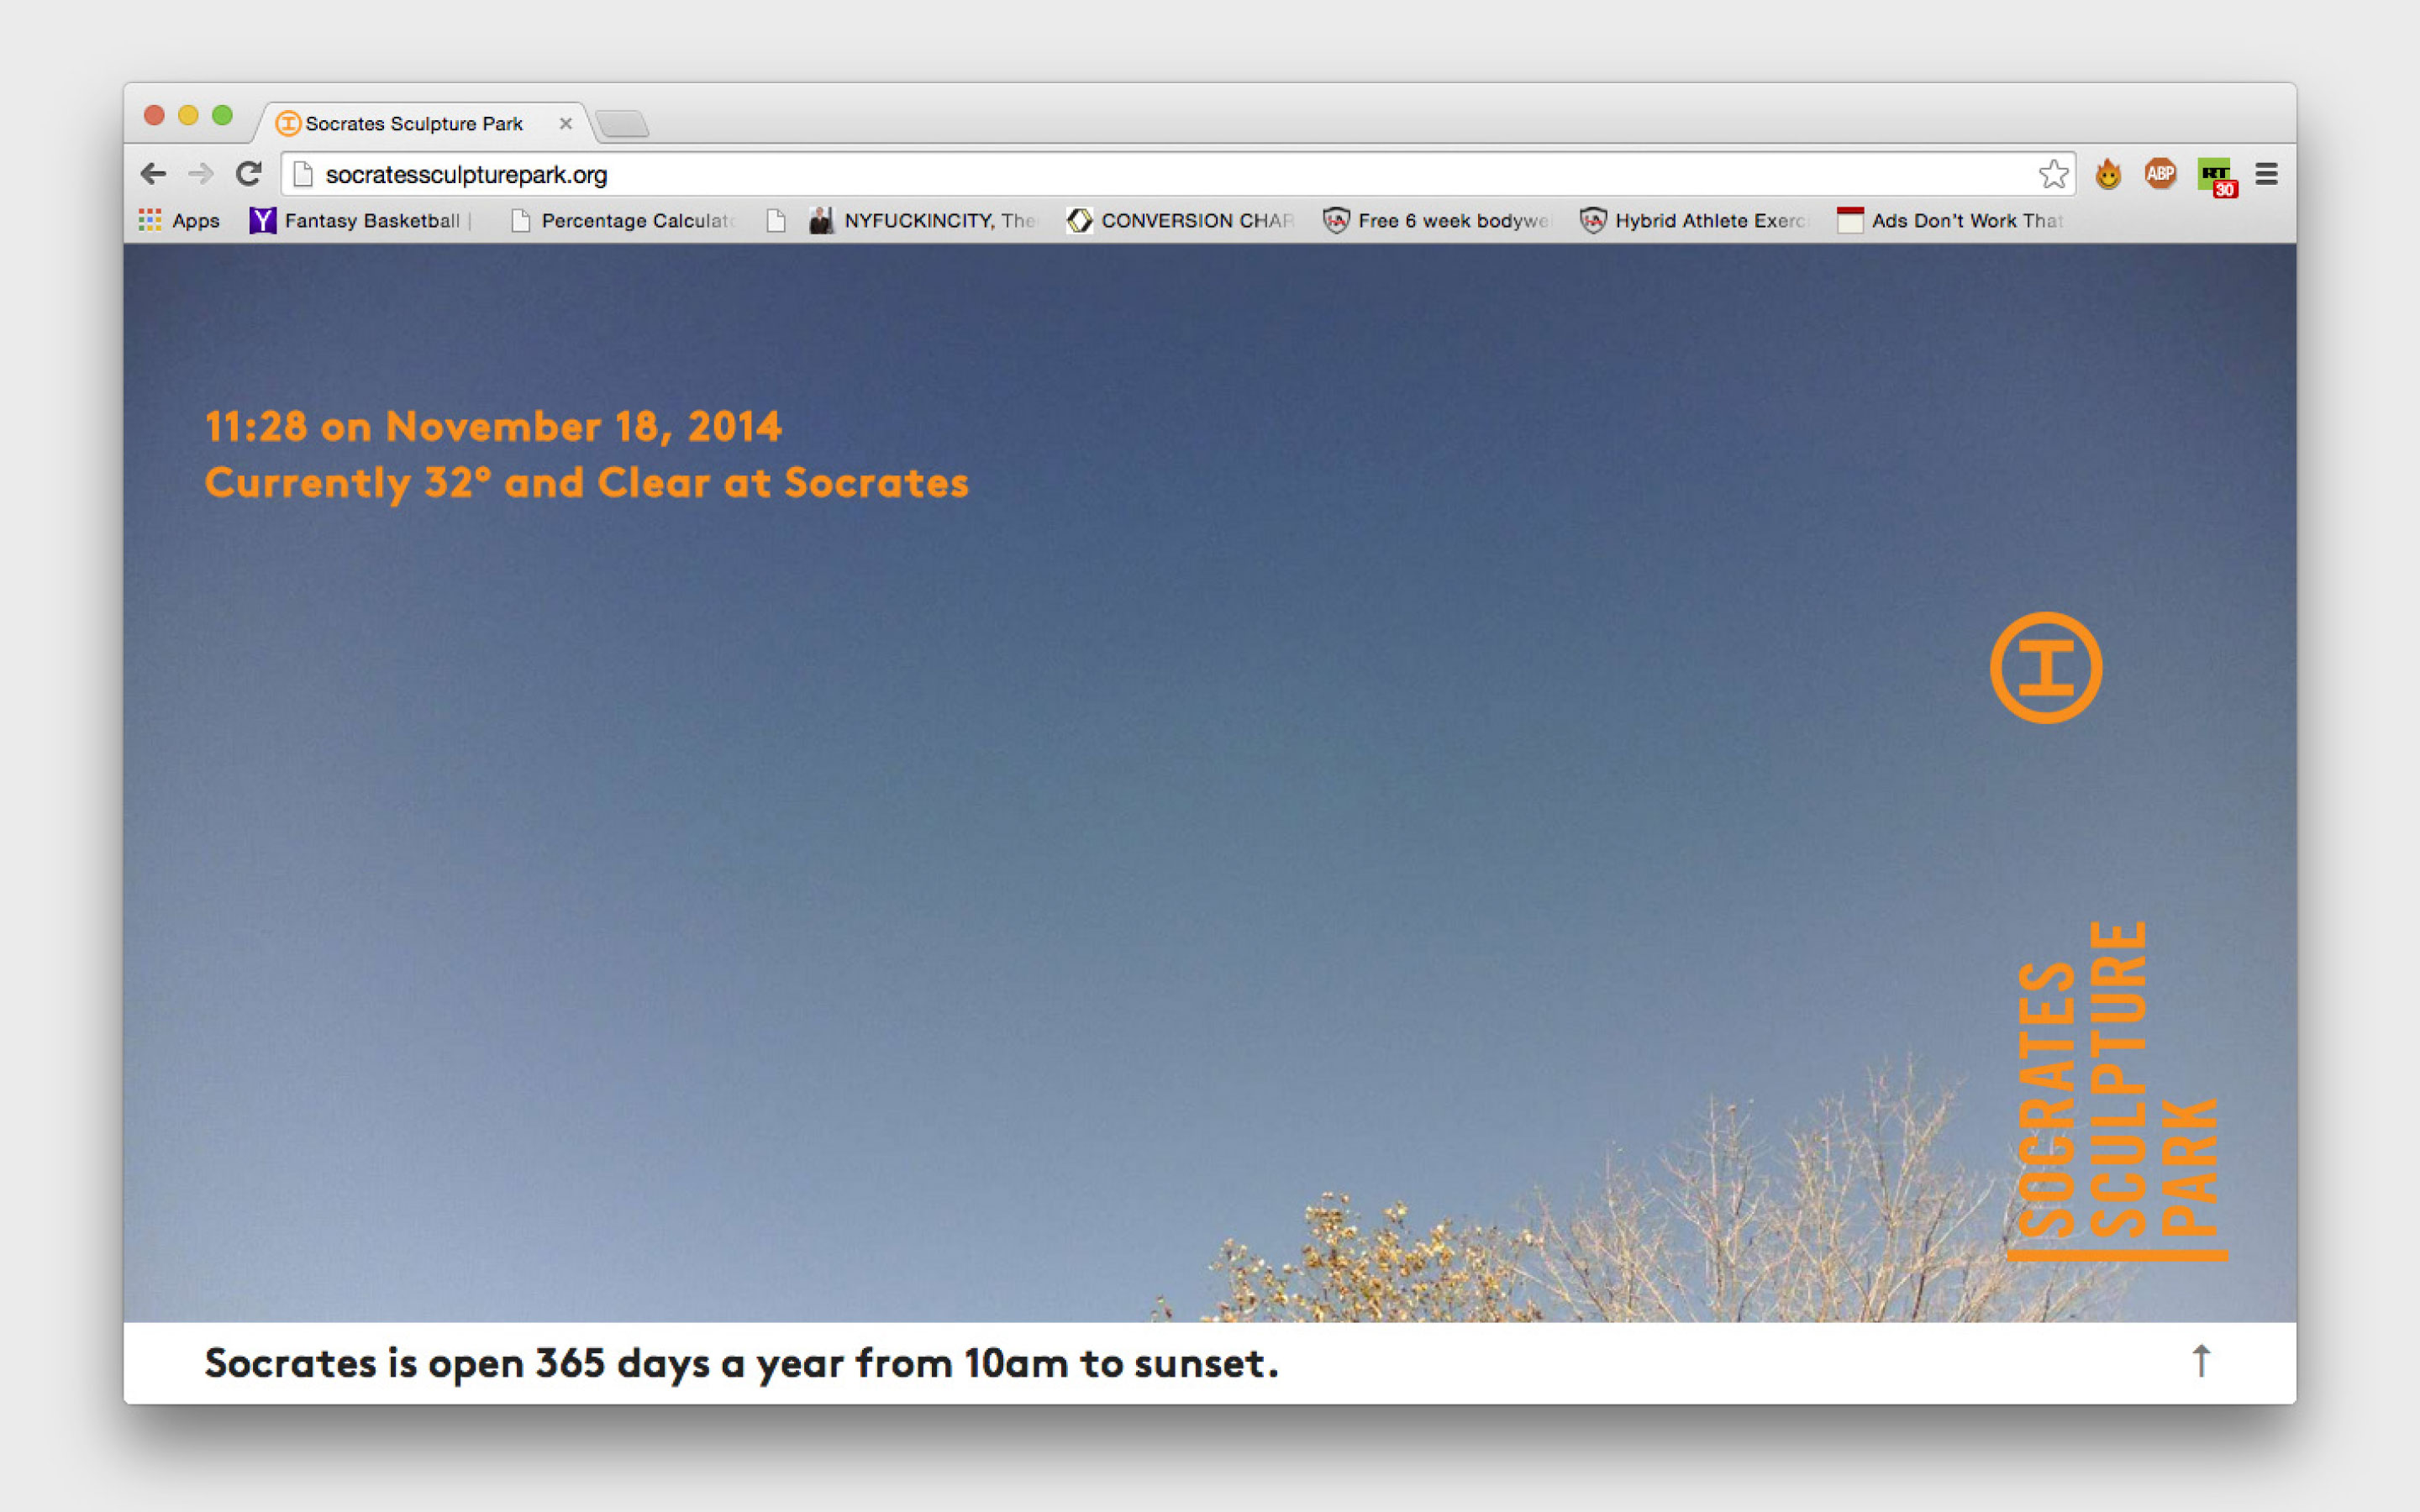 Socrates Sculpture Park
socratessculpturepark.org
ABP
RT
30
Apps
Fantasy Basketball |
Percentage Calculat
NYFUCKINCITY, The
CONVERSION CHAR
Free 6 week bodywe
Hybrid Athlete Exerc
Ads Don't Work That
11:28 on November 18, 2014
Currently 32° and Clear at Socrates
SOCRATES
SCULPTURE
PARK
Socrates is open 365 days a year from 10am to sunset.